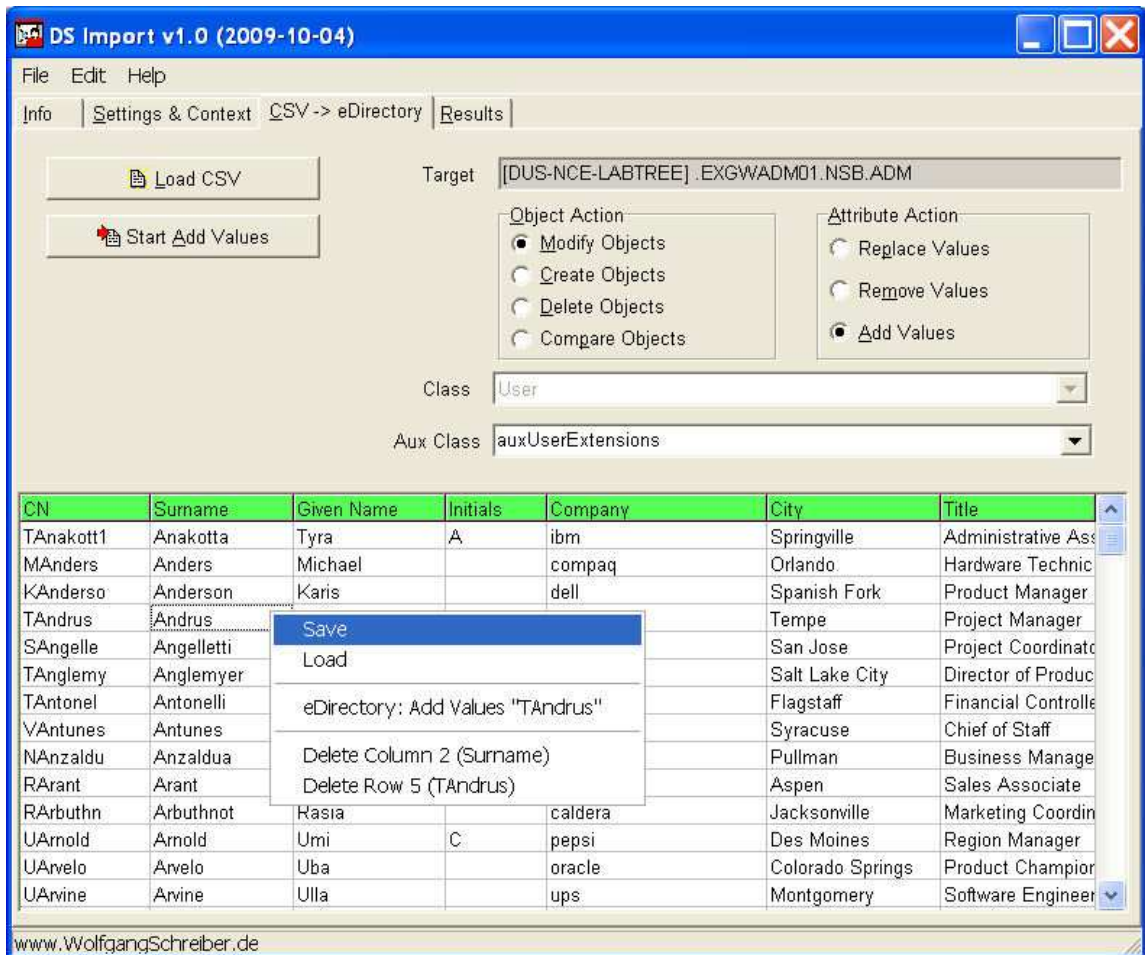 DS Import v1.0 (2009-10-04)
File Edit Help
Info Settings & Context CSV -> eDirectory Results
Load CSV
Target [DUS-NCE-LABTREE] .EXGWADM01.NSB.ADM
Start Add Values
Object Action Attribute Action
Modify Objects Replace Values
Create Objects
Remove Values
Delete Objects
Add Values
Compare Objects
Class User
Aux Class auxUserExtensions
CN Surname Given Name Initials Company City Title
TAnakott1 Anakotta Tyra A ibm Springville Administrative Ass
MAnders Anders Michael compaq Orlando Hardware Technic
KAnderso Anderson Karis dell Spanish Fork Product Manager
TAndrus Andrus Tempe Project Manager
Save
SAngelle Angelletti San Jose Project Coordinato
Load
TAnglemy Anglemyer Salt Lake City Director of Produc
TAntonel Antonelli Flagstaff Financial Controlle
eDirectory: Add Values "TAndrus"
VAntunes Antunes Syracuse Chief of Staff
NAnzaldu Anzaldua Pullman Business Manage
Delete Column 2 (Surname)
RArant Arant Aspen Sales Associate
Delete Row 5 (TAndrus)
RArbuthn Arbuthnot Rasia caldera Jacksonville Marketing Coordin
UArnold Arnold Umi C pepsi Des Moines Region Manager
UArvelo Arvelo Uba oracle Colorado Springs Product Champion
UArvine Arvine Ulla ups Montgomery Software Engineer
www.WolfgangSchreiber.de